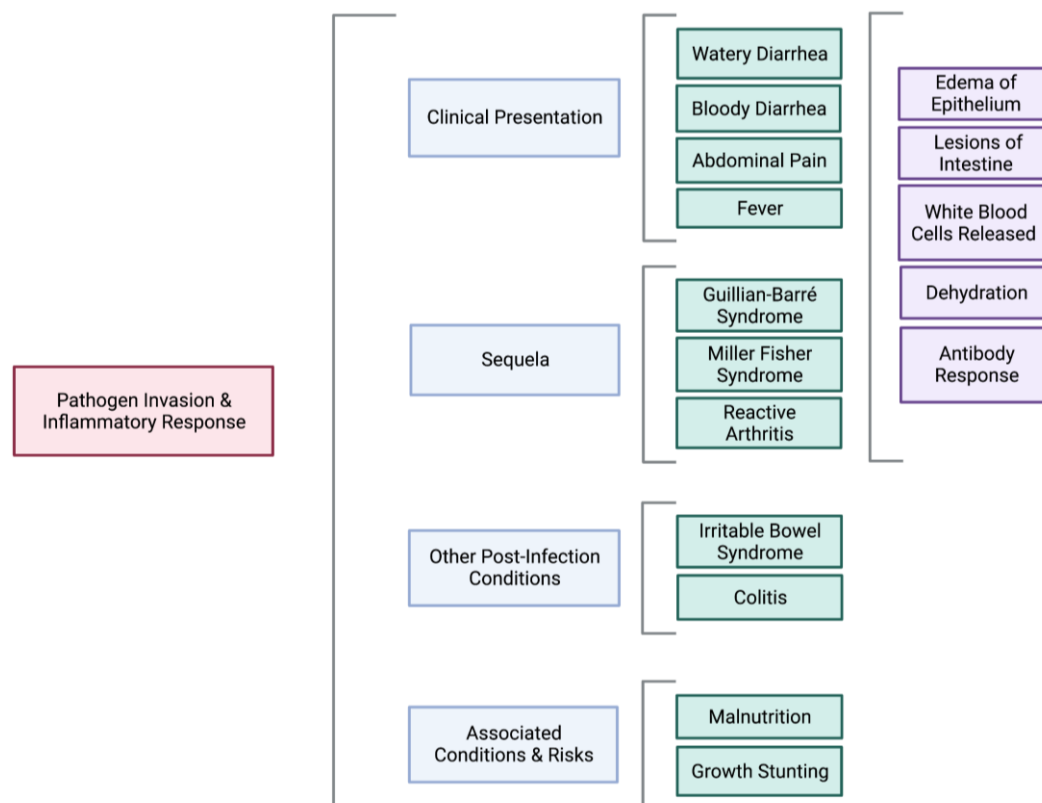 Pathogen Invasion &
Inflammatory Response
Clinical Presentation
Watery Diarrhea
Bloody Diarrhea
Abdominal Pain
Fever
Sequela
Guillian-Barré
Syndrome
Miller Fisher
Syndrome
Reactive
Arthritis
Other Post-Infection
Conditions
Irritable Bowel
Syndrome
Colitis
Associated
Conditions & Risks
Malnutrition
Growth Stunting
Edema of
Epithelium
Lesions of
Intestine
White Blood
Cells Released
Dehydration
Antibody
Response